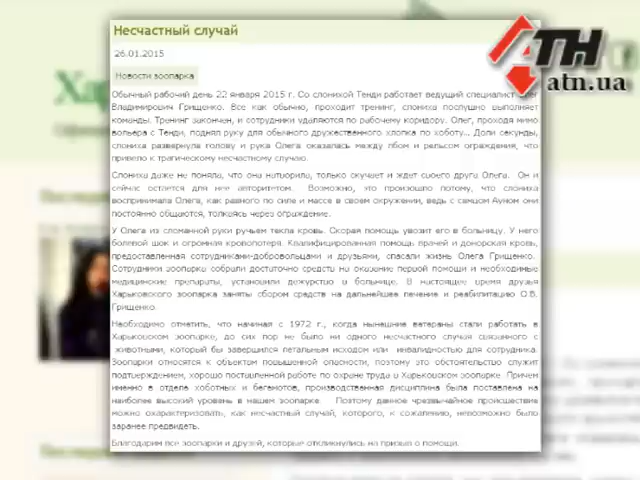 Несчастный случай
АТН
26.01.2015
atn.ua
Новости зоопарка
Обычный рабочий день 22 января 2015 г. Со слонихой Тенди работает ведущий специалист Олег
Владимирович Грищенко. Все как обычно, проходит тренинг, слониха послушно выполняет
команды. Тренинг закончен, и сотрудники удаляются по рабочему коридору. Олег, проходя мимо
вольера с Тенди, поднял руку для обычного дружественного хлопка по хоботу... Доли секунды,
слониха развернула голову и рука Олега оказалась между лбом и рельсом ограждения, что
привело к трагическому несчастному случаю.
Слониха даже не поняла, что она натворила, только скучает и ждет своего друга Олега. Он и
сейчас остается для нее авторитетом. Возможно, это произошло потому, что слониха
воспринимала Олега, как равного по силе и массе в своем окружении, ведь с самцом Ауном они
постоянно общаются, толкаясь через ограждение.
У Олега из сломанной руки ручьем текла кровь. Скорая помощь увозит его в больницу. У него
болевой шок и огромная кровопотеря. Квалифицированная помощь врачей и донорская кровь,
предоставленная сотрудниками-добровольцами и друзьями, спасали жизнь Олега Грищенко.
Сотрудники зоопарка собрали достаточно средств на оказание первой помощи и необходимые
медицинские препараты, установили дежурство в больнице. В настоящее время друзья
Харьковского зоопарка заняты сбором средств на дальнейшее лечение и реабилитацию О.В.
Грищенко.
Необходимо отметить, что начиная с 1972 г., когда нынешние ветераны стали работать в
Харьковском зоопарке, до сих пор не было ни одного несчастного случая связанного с
животными, который бы завершился летальным исходом или инвалидностью для сотрудника.
Зоопарки относятся к объектам повышенной опасности, поэтому это обстоятельство служит
подтверждением, хорошо поставленной работе по охране труда и Харьковском зоопарке. Причем
именно в отделе хоботных и бегемотов, производственная дисциплина была поставлена на
наиболее высокий уровень в нашем зоопарке. Поэтому данное чрезвычайное происшествие
можно охарактеризовать, как несчастный случай, которого, к сожалению, невозможно было
заранее предвидеть.
Благодарим все зоопарки и друзей, которые откликнулись на призыв о помощи.